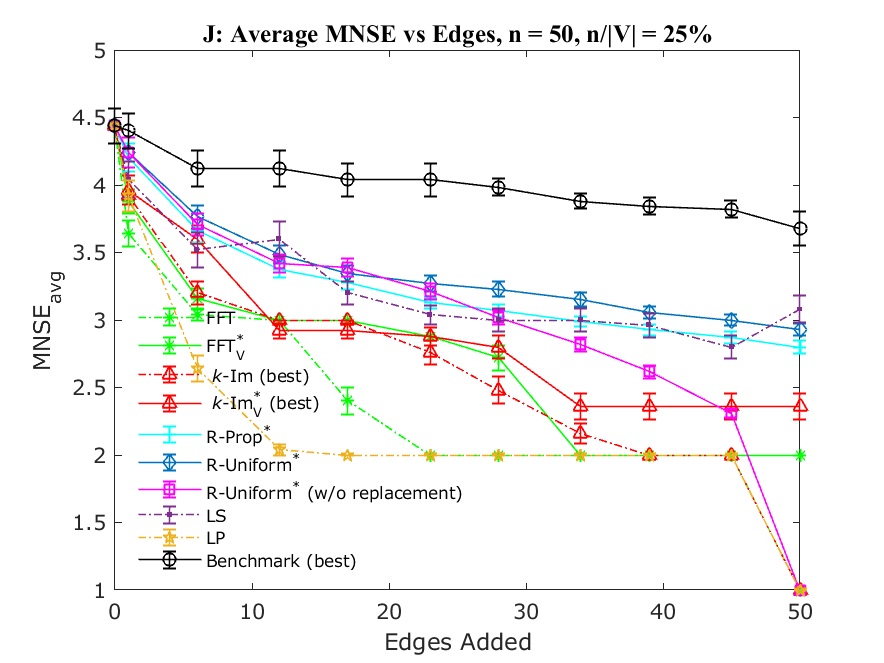 J: Average MNSE vs Edges, n = 50, n/|V| = 25%
MNSE_avg
5
4.5
4
3.5
3
2.5
2
1.5
1
FFT
FFT*_V
k-Im (best)
k-Im*_V (best)
R-Prop*
R-Uniform*
R-Uniform* (w/o replacement)
LS
LP
Benchmark (best)
0 10 20 30 40 50
Edges Added